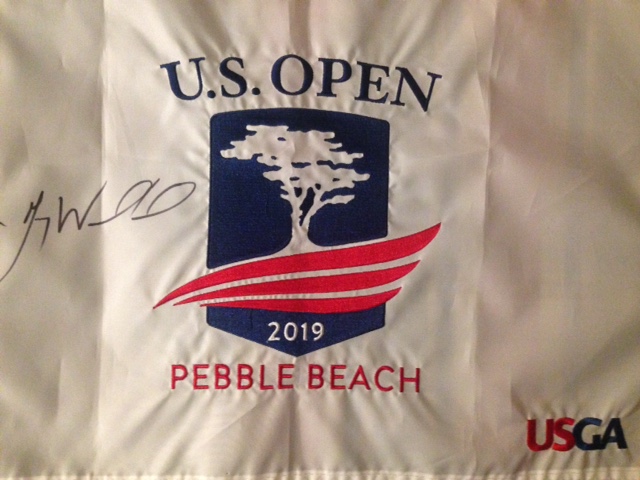 U.S. OPEN
2019
PEBBLE BEACH
USGA